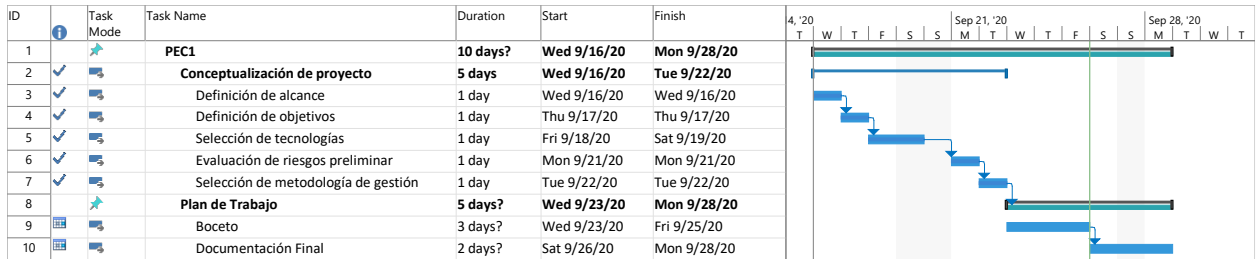 ID Task Mode Task Name Duration Start Finish 4, '20 Sep 21, '20 Sep 28, '20
T W T F S S M T W T F S S M T W T
1 PEC1 10 days? Wed 9/16/20 Mon 9/28/20
2 Conceptualización de proyecto 5 days Wed 9/16/20 Tue 9/22/20
3 Definición de alcance 1 day Wed 9/16/20 Wed 9/16/20
4 Definición de objetivos 1 day Thu 9/17/20 Thu 9/17/20
5 Selección de tecnologías 1 day Fri 9/18/20 Sat 9/19/20
6 Evaluación de riesgos preliminar 1 day Mon 9/21/20 Mon 9/21/20
7 Selección de metodología de gestión 1 day Tue 9/22/20 Tue 9/22/20
8 Plan de Trabajo 5 days? Wed 9/23/20 Mon 9/28/20
9 Boceto 3 days? Wed 9/23/20 Fri 9/25/20
10 Documentación Final 2 days? Sat 9/26/20 Mon 9/28/20